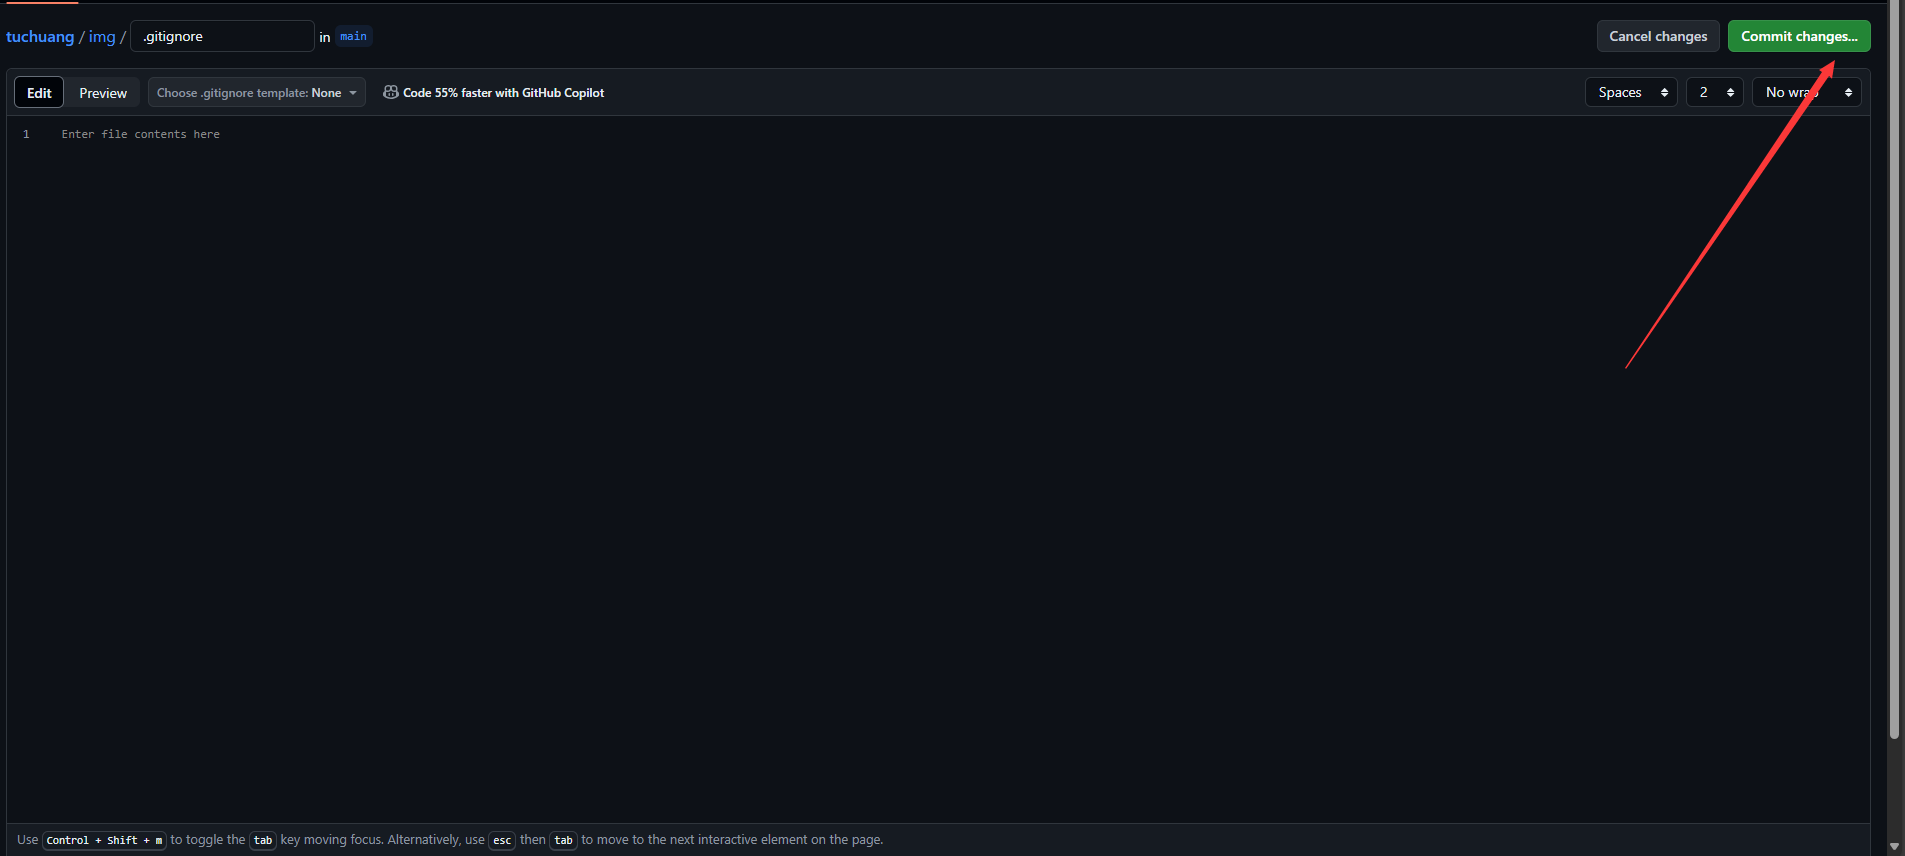 tuchuang / img / .gitignore in main Cancel changes Commit changes...
Edit Preview Choose .gitignore template: None Code 55% faster with GitHub Copilot Spaces 2 No wrap
1 Enter file contents here
Use Control + Shift + m to toggle the tab key moving focus. Alternatively, use esc then tab to move to the next interactive element on the page.